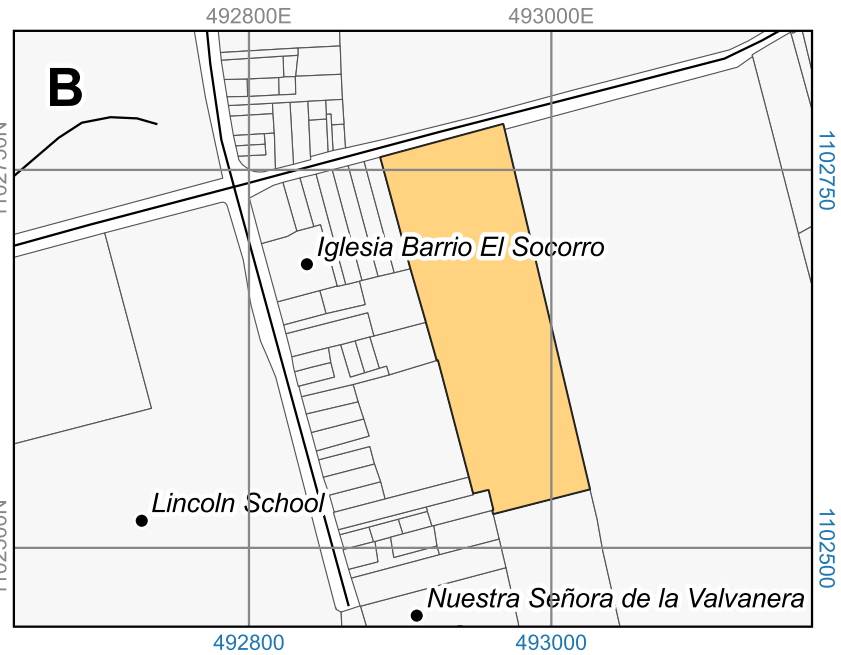 492800E 493000E
B
1102750
Iglesia Barrio El Socorro
Lincoln School
1102500
Nuestra Señora de la Valvanera
492800 493000